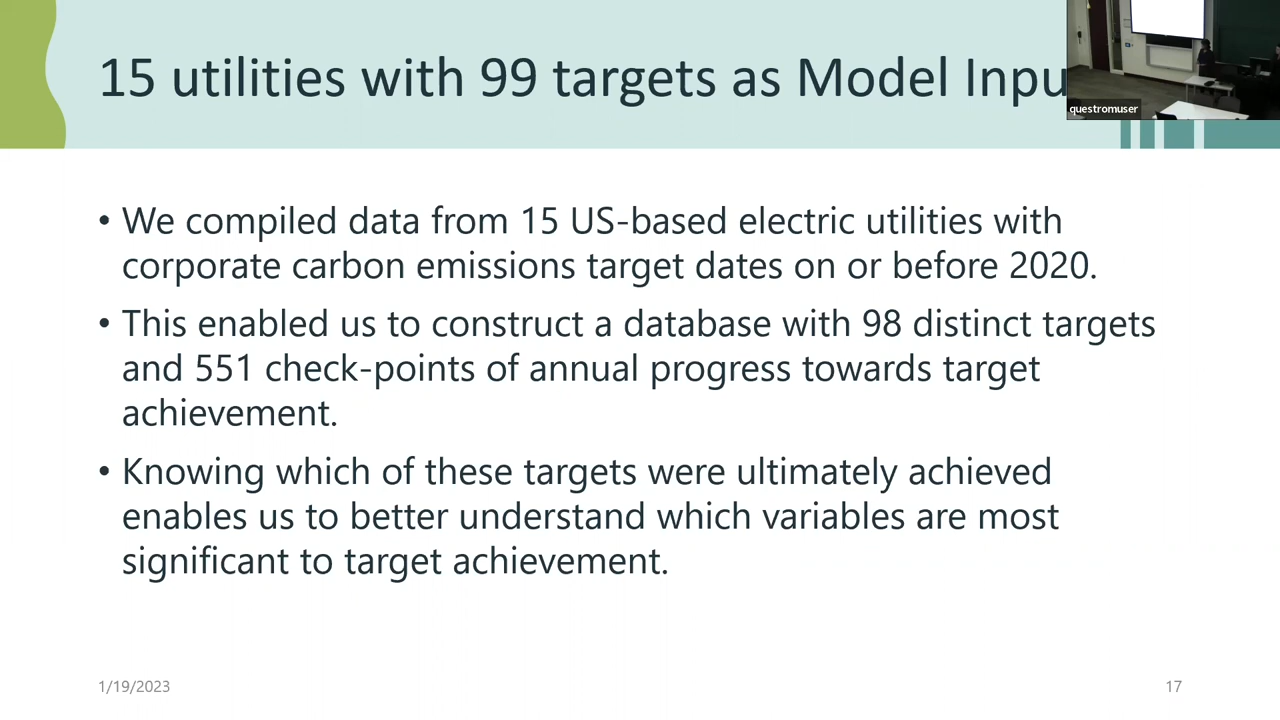 15 utilities with 99 targets as Model Inpu
questromuser
• We compiled data from 15 US-based electric utilities with
corporate carbon emissions target dates on or before 2020.
• This enabled us to construct a database with 98 distinct targets
and 551 check-points of annual progress towards target
achievement.
• Knowing which of these targets were ultimately achieved
enables us to better understand which variables are most
significant to target achievement.
1/19/2023
17